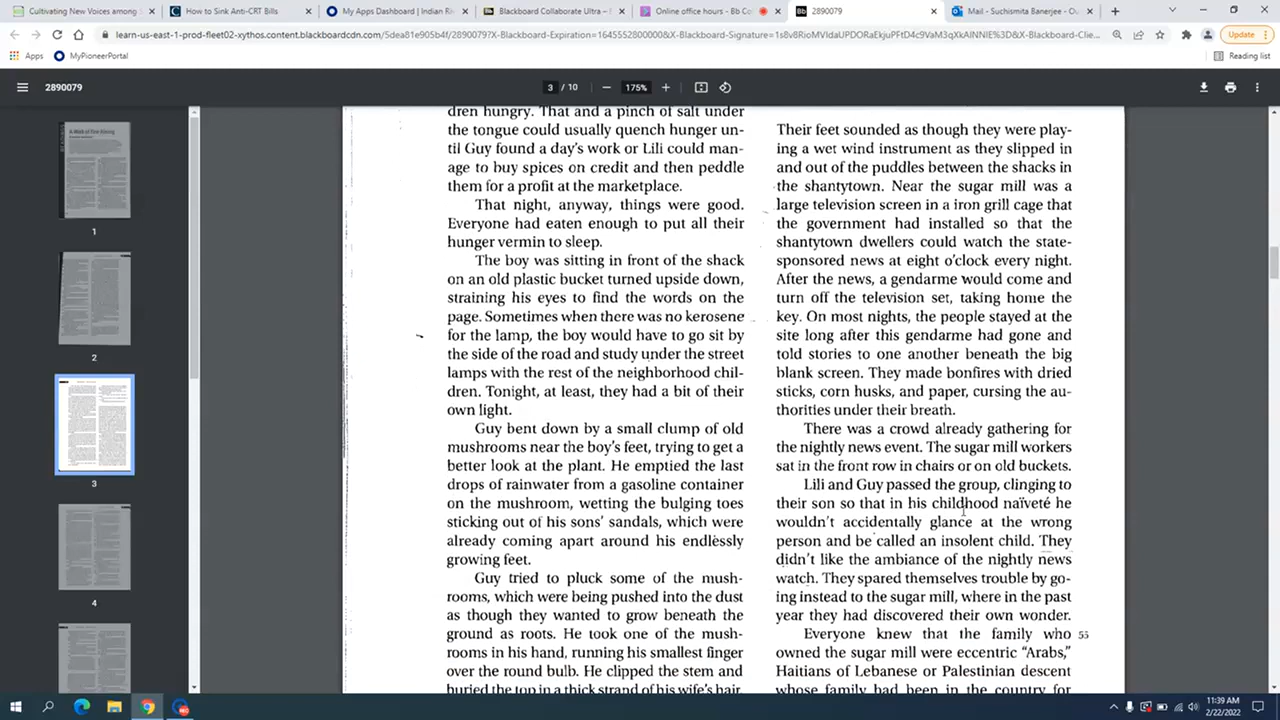 Cultivating New Voices among
How to Sink Anti-CRT Bills
My Apps Dashboard | Indian Ri
Blackboard Collaborate Ultra –
Online office hours – Bb Co
2890079
Mail - Suchismita Banerjee - Ou
Update
Apps
MyPioneerPortal
Reading list
2890079
3 / 10
175%
1
2
3
4
dren hungry. That and a pinch of salt under
the tongue could usually quench hunger un-
til Guy found a day's work or Lili could man-
age to buy spices on credit and then peddle
them for a profit at the marketplace.
That night, anyway, things were good.
Everyone had eaten enough to put all their
hunger vermin to sleep.
The boy was sitting in front of the shack
on an old plastic bucket turned upside down,
straining his eyes to find the words on the
page. Sometimes when there was no kerosene
for the lamp, the boy would have to go sit by
the side of the road and study under the street
lamps with the rest of the neighborhood chil-
dren. Tonight, at least, they had a bit of their
own light.
Guy bent down by a small clump of old
mushrooms near the boy's feet, trying to get a
better look at the plant. He emptied the last
drops of rainwater from a gasoline container
on the mushroom, wetting the bulging toes
sticking out of his sons' sandals, which were
already coming apart around his endlessly
growing feet.
Guy tried to pluck some of the mush-
rooms, which were being pushed into the dust
as though they wanted to grow beneath the
ground as roots. He took one of the mush-
rooms in his hand, running his smallest finger
over the round bulb. He clipped the stem and
Their feet sounded as though they were play-
ing a wet wind instrument as they slipped in
and out of the puddles between the shacks in
the shantytown. Near the sugar mill was a
large television screen in a iron grill cage that
the government had installed so that the
shantytown dwellers could watch the state-
sponsored news at eight o'clock every night.
After the news, a gendarme would come and
turn off the television set, taking home the
key. On most nights, the people stayed at the
site long after this gendarme had gone and
told stories to one another beneath the big
blank screen. They made bonfires with dried
sticks, corn husks, and paper, cursing the au-
thorities under their breath.
There was a crowd already gathering for
the nightly news event. The sugar mill workers
sat in the front row in chairs or on old buckets.
Lili and Guy passed the group, clinging to
their son so that in his childhood naïveté he
wouldn't accidentally glance at the wrong
person and be called an insolent child. They
didn't like the ambiance of the nightly news
watch. They spared themselves trouble by go-
ing instead to the sugar mill, where in the past
year they had discovered their own wonder.
Everyone knew that the family who 55
owned the sugar mill were eccentric "Arabs,"
Haitians of Lebanese or Palestinian descent
whose family had been in the country for
11:39 AM
2/22/2022